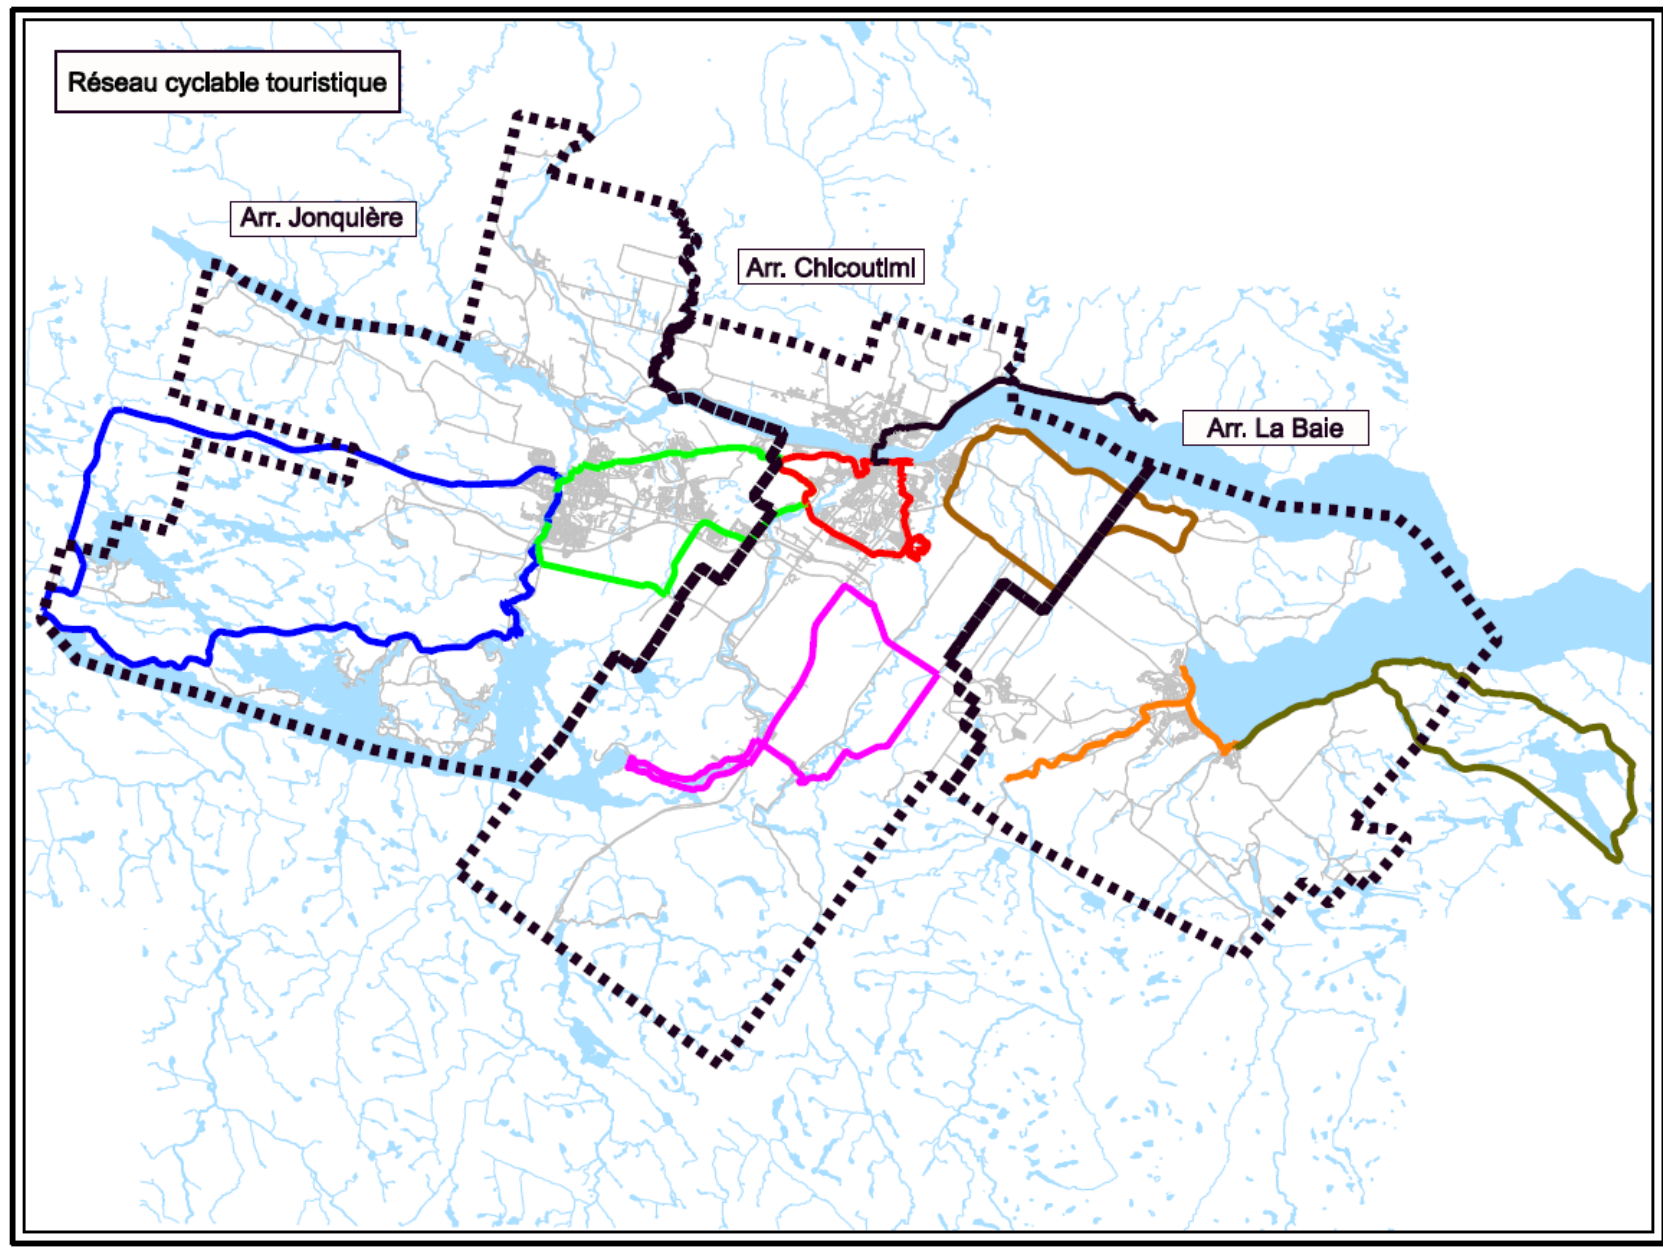 Réseau cyclable touristique
Arr. Jonquière
Arr. Chicoutimi
Arr. La Baie